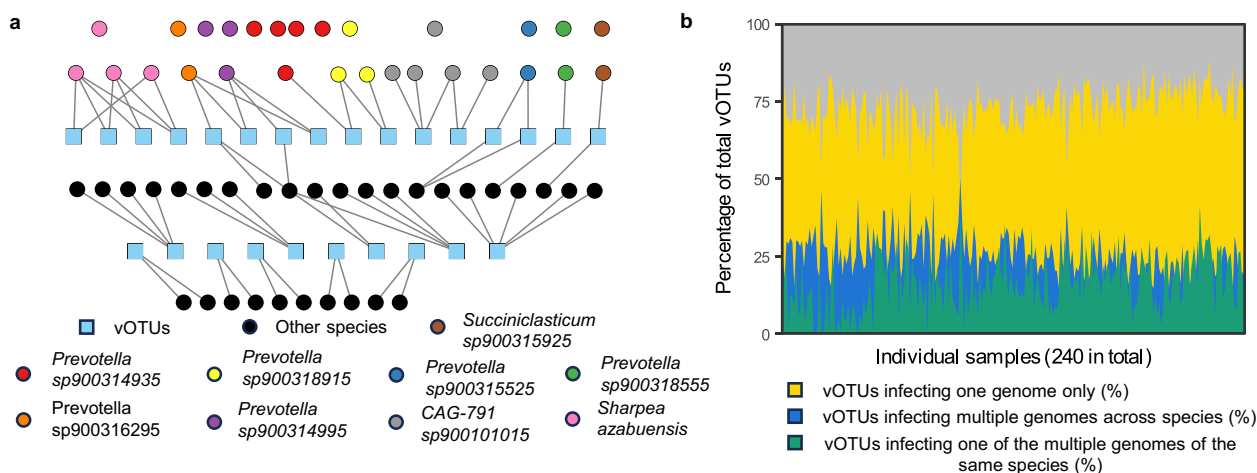 a
vOTUs
Other species
Succiniclasticum
sp900315925
Prevotella
sp900314935
Prevotella
sp900318915
Prevotella
sp900315525
Prevotella
sp900318555
Prevotella
sp900316295
Prevotella
sp900314995
CAG-791
sp900101015
Sharpea
azabuensis
b
Percentage of total vOTUs
100
75
50
25
0
Individual samples (240 in total)
vOTUs infecting one genome only (%)
vOTUs infecting multiple genomes across species (%)
vOTUs infecting one of the multiple genomes of the
same species (%)